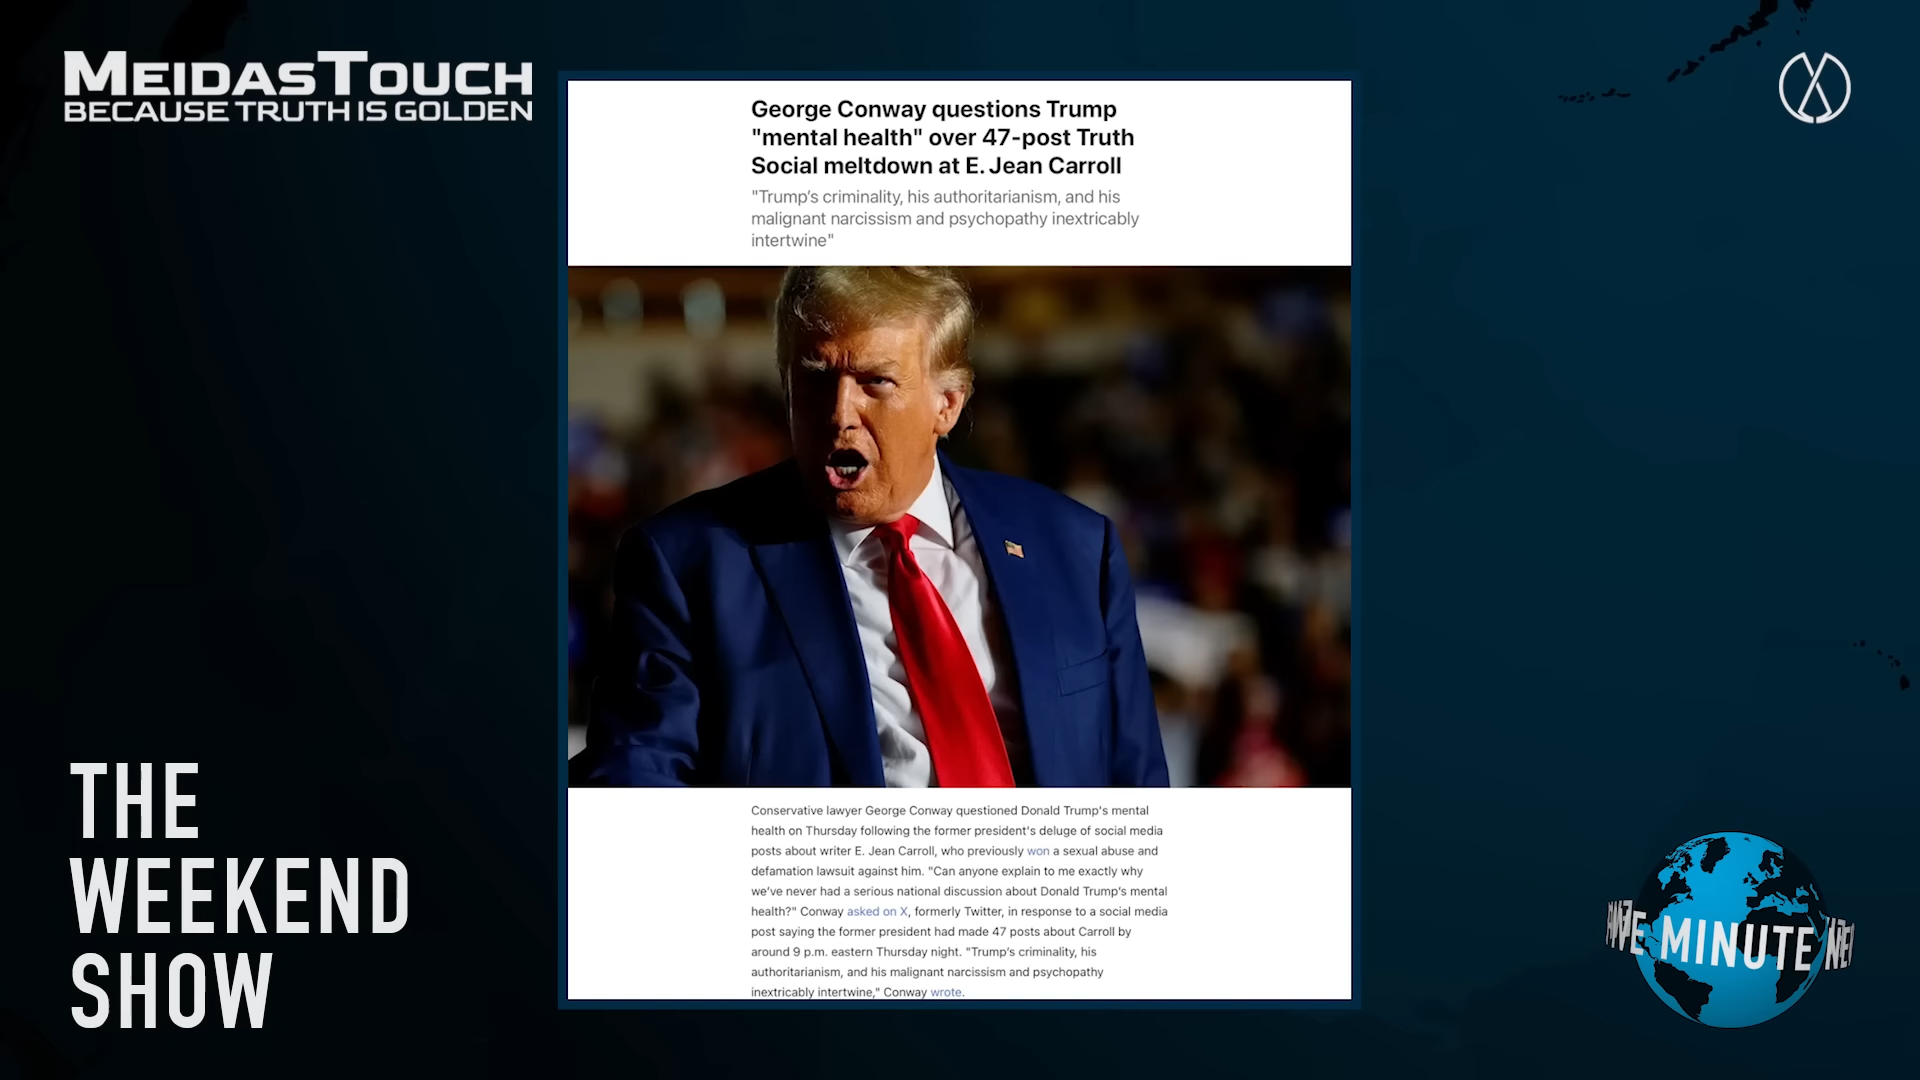 MEIDASTOUCH
BECAUSE TRUTH IS GOLDEN
George Conway questions Trump
"mental health" over 47-post Truth
Social meltdown at E. Jean Carroll
"Trump's criminality, his authoritarianism, and his
malignant narcissism and psychopathy inextricably
intertwine"
Conservative lawyer George Conway questioned Donald Trump's mental
health on Thursday following the former president's deluge of social media
posts about writer E. Jean Carroll, who previously won a sexual abuse and
defamation lawsuit against him. "Can anyone explain to me exactly why
we've never had a serious national discussion about Donald Trump's mental
health?" Conway asked on X, formerly Twitter, in response to a social media
post saying the former president had made 47 posts about Carroll by
around 9 p.m. eastern Thursday night. "Trump's criminality, his
authoritarianism, and his malignant narcissism and psychopathy
inextricably intertwine," Conway wrote.
THE
WEEKEND
SHOW
MINUTE